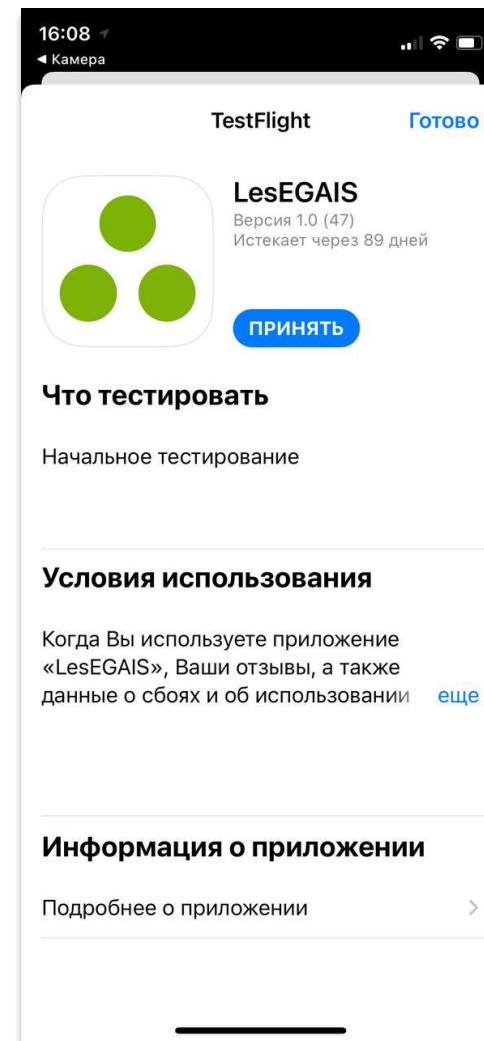 16:08
◀ Камера
TestFlight
Готово
LesEGAIS
Версия 1.0 (47)
Истекает через 89 дней
ПРИНЯТЬ
Что тестировать
Начальное тестирование
Условия использования
Когда Вы используете приложение
«LesEGAIS», Ваши отзывы, а также
данные о сбоях и об использовании еще
Информация о приложении
Подробнее о приложении